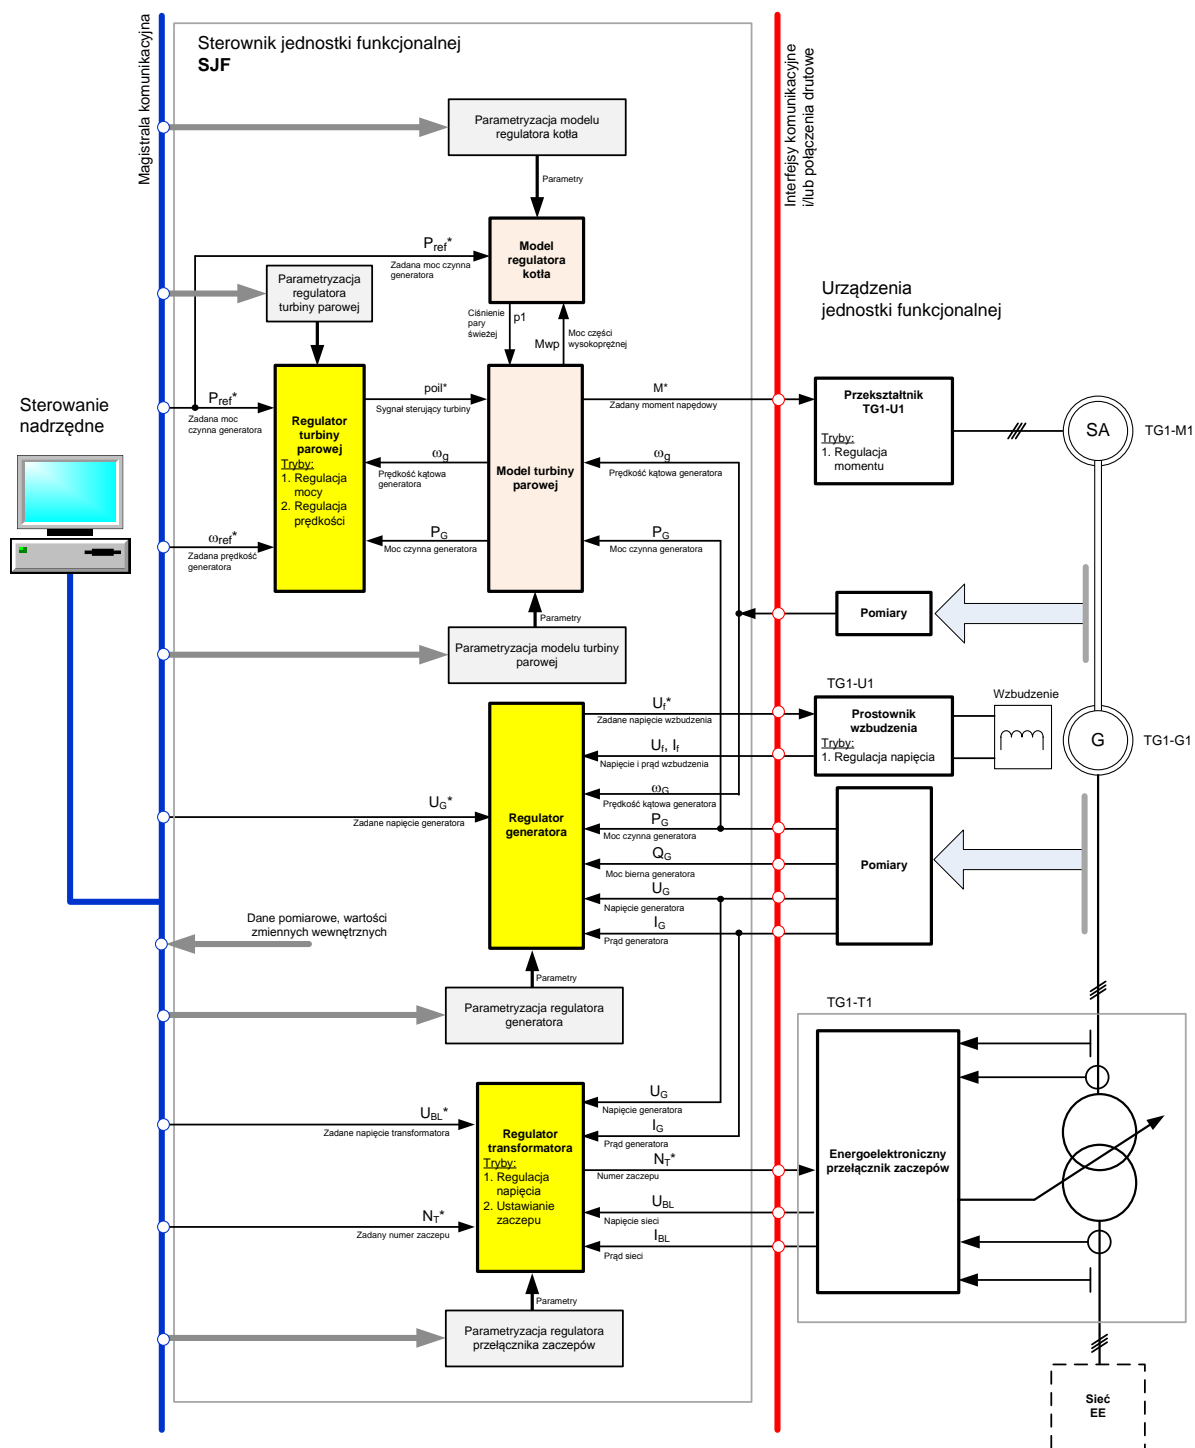 Magistrala komunikacyjna
Sterownik jednostki funkcjonalnej
SJF
Interfejsy komunikacyjne
i/lub połączenia drutowe
Parametryzacja modelu
regulatora kotła
Parametry
Pref*
Zadana moc czynna
generatora
Model
regulatora
kotła
Parametryzacja
regulatora
turbiny parowej
Ciśnienie
pary
świeżej
p1
Mwp
Moc części
wysokoprężnej
Urządzenia
jednostki funkcjonalnej
Sterowanie
nadrzędne
Pref*
Zadana moc
czynna generatora
Regulator
turbiny
parowej
Tryby:
1. Regulacja
mocy
2. Regulacja
prędkości
poil*
Sygnał sterujący turbiny
ωg
Prędkość kątowa
generatora
PG
Moc czynna generatora
ωref*
Zadana prędkość
generatora
Model turbiny
parowej
M*
Zadany moment napędowy
ωg
Prędkość kątowa
generatora
PG
Moc czynna generatora
Przekształtnik
TG1-U1
Tryby:
1. Regulacja
momentu
SA
TG1-M1
Parametry
Parametryzacja modelu turbiny
parowej
Pomiary
TG1-U1
Prostownik
wzbudzenia
Tryby:
1. Regulacja napięcia
Wzbudzenie
G
TG1-G1
Uf*
Zadane napięcie wzbudzenia
Uf, If
Napięcie i prąd wzbudzenia
ωG
Prędkość kątowa generatora
PG
Moc czynna generatora
QG
Moc bierna generatora
UG
Napięcie generatora
IG
Prąd generatora
UG*
Zadane napięcie generatora
Regulator
generatora
Pomiary
Dane pomiarowe, wartości
zmiennych wewnętrznych
Parametry
Parametryzacja regulatora
generatora
TG1-T1
UBL*
Zadane napięcie transformatora
NT*
Zadany numer zaczepu
Regulator
transformatora
Tryby:
1. Regulacja
napięcia
2. Ustawianie
zaczepu
UG
Napięcie generatora
IG
Prąd generatora
NT*
Numer zaczepu
UBL
Napięcie sieci
IBL
Prąd sieci
Energoelektroniczny
przełącznik zaczepów
Parametry
Parametryzacja regulatora
przełącznika zaczepów
Sieć
EE